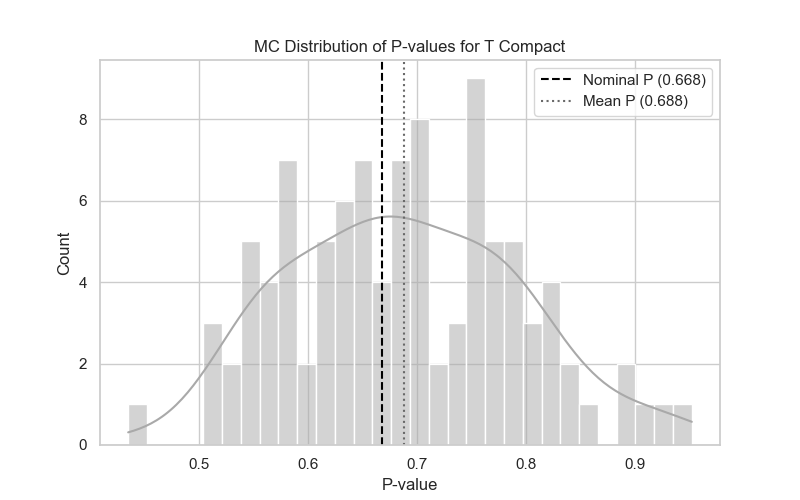 MC Distribution of P-values for T Compact
Nominal P (0.668)
Mean P (0.688)
Count
8
6
4
2
0
0.5 0.6 0.7 0.8 0.9
P-value